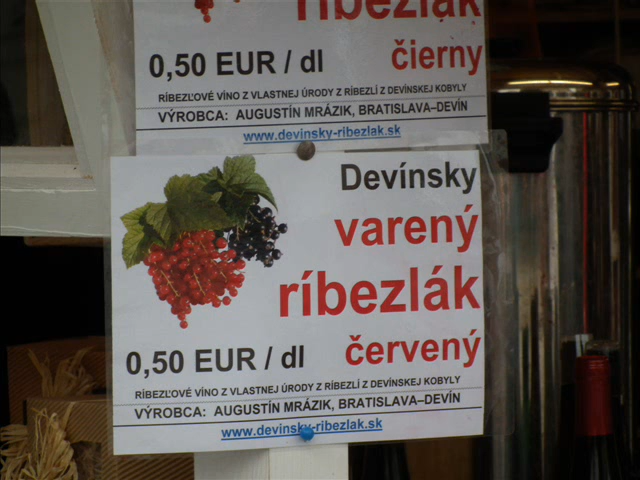 ríbezlák
0,50 EUR / dl
čierny
RÍBEZĽOVÉ VÍNO Z VLASTNEJ ÚRODY Z RÍBEZLÍ Z DEVÍNSKEJ KOBYLY
VÝROBCA: AUGUSTÍN MRÁZIK, BRATISLAVA–DEVÍN
www.devinsky-ribezlak.sk
Devínsky
varený
ríbezlák
červený
0,50 EUR / dl
RÍBEZĽOVÉ VÍNO Z VLASTNEJ ÚRODY Z RÍBEZLÍ Z DEVÍNSKEJ KOBYLY
VÝROBCA: AUGUSTÍN MRÁZIK, BRATISLAVA–DEVÍN
www.devinsky-ribezlak.sk